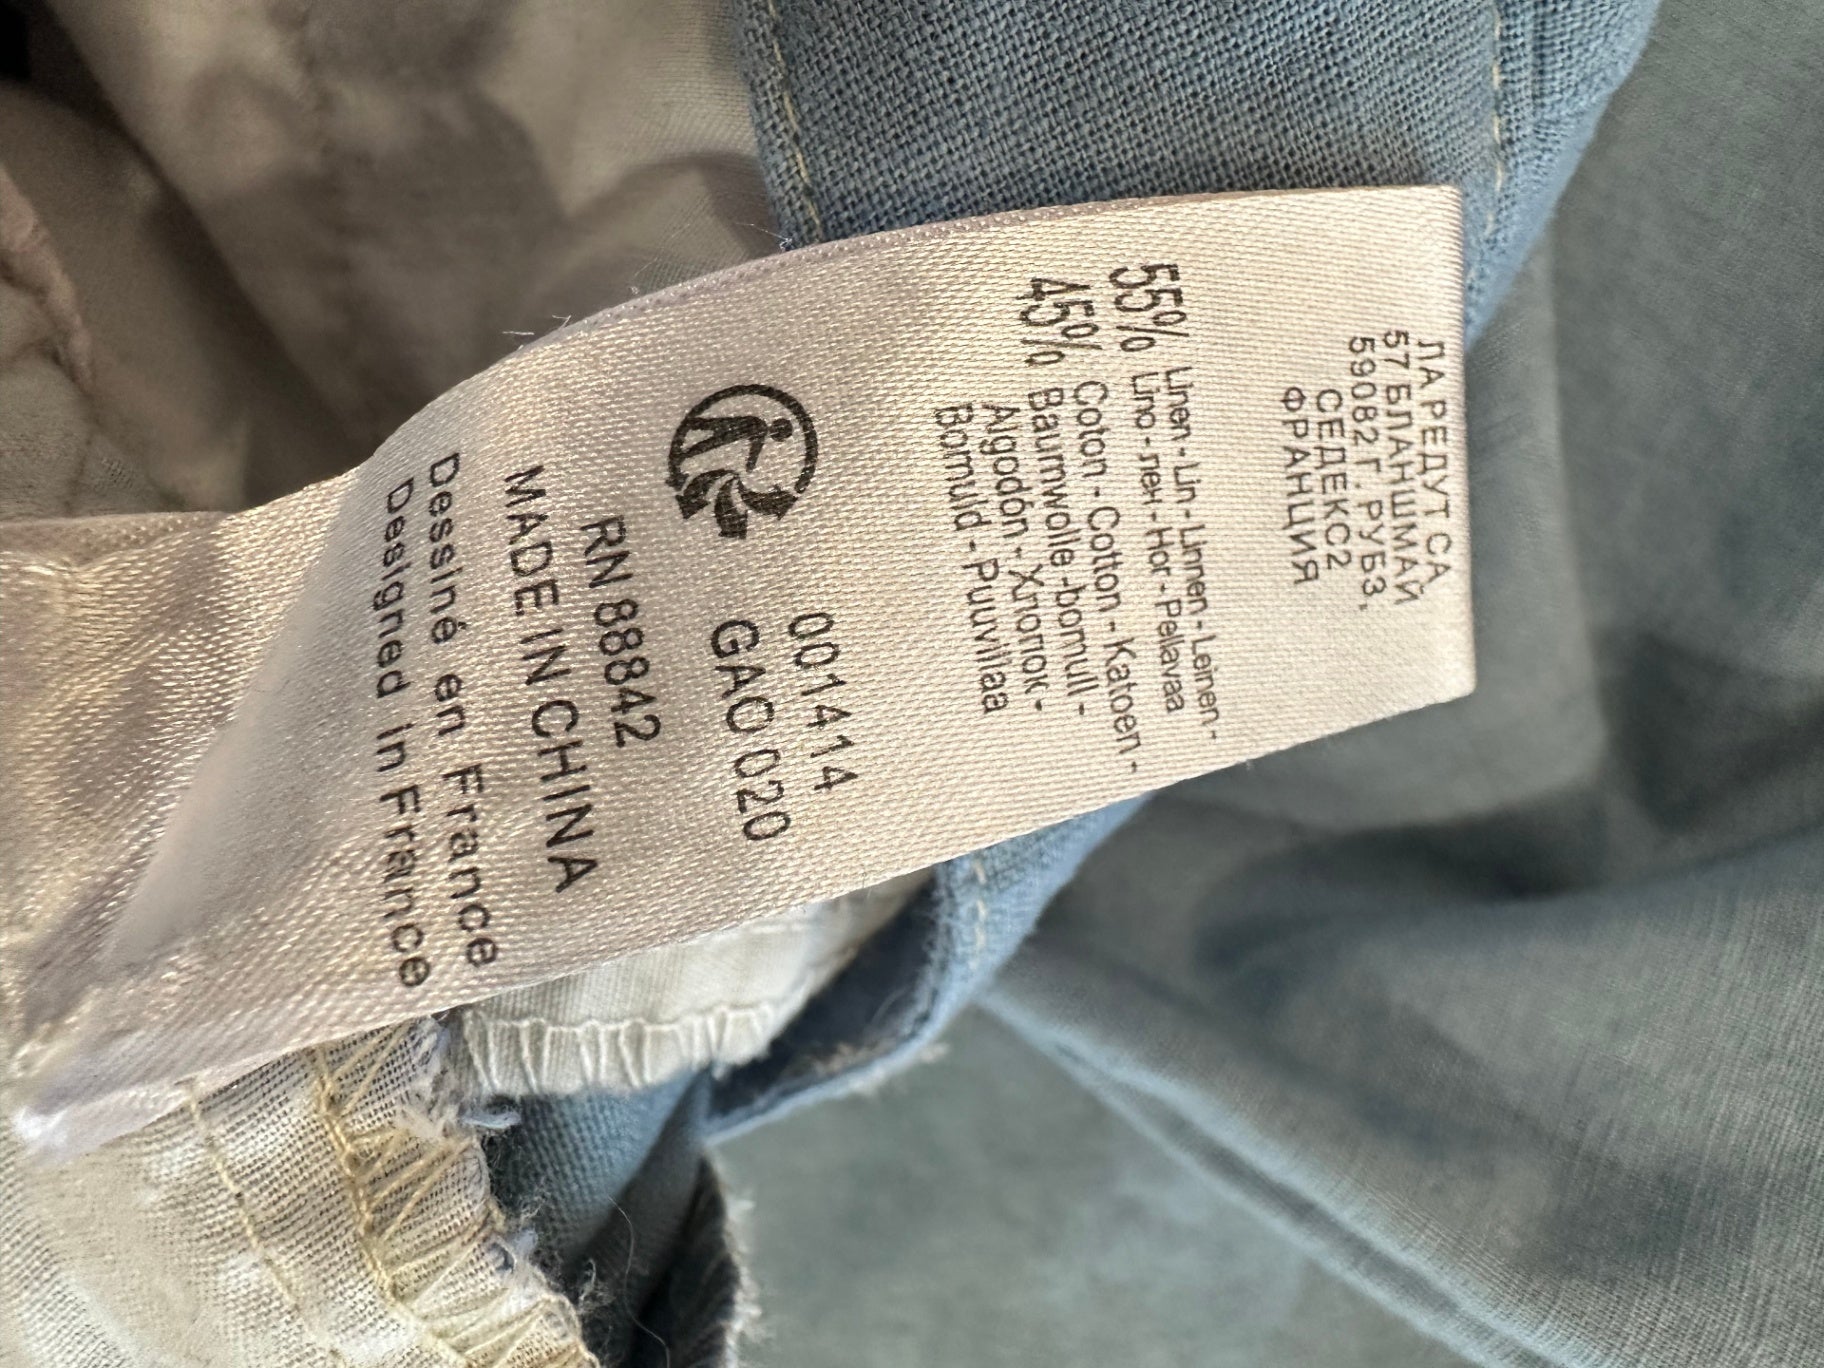 ЛА РЕДУТ СА
57 БЛАНШМАЙ
59082 Г. РУБЗ,
СЕДЕКС2
ФРАНЦИЯ
55% Linen - Lin - Linnen - Leinen -
Lino - лен - Hor - Pellavaa
45% Coton - Cotton - Katoen -
Baumwolle - bomull -
Algodón - Хлопок -
Bomuld - Puuvillaa
001414
GAO 020
RN 88842
MADE IN CHINA
Dessiné en France
Designed in France